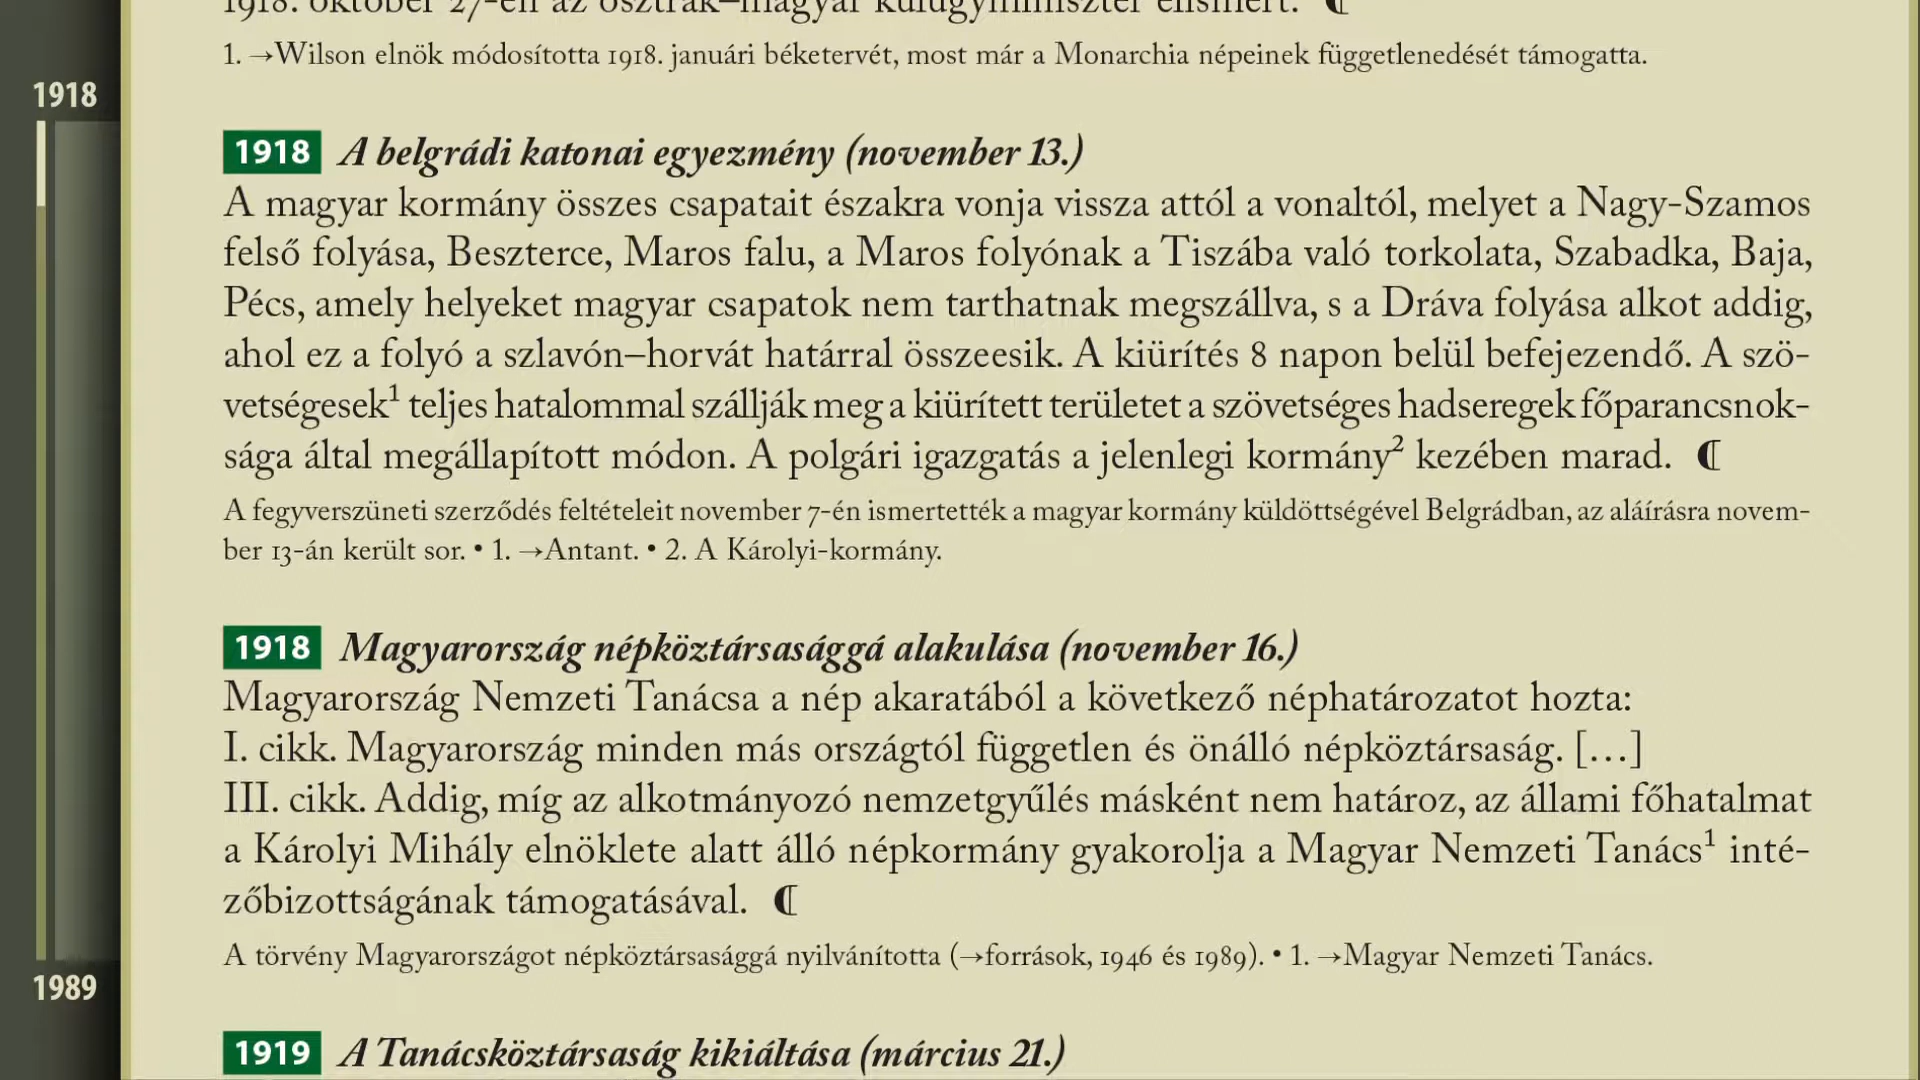 1918. október 27-én az osztrák–magyar külügyminiszter elismert. ¶
1. →Wilson elnök módosította 1918. januári béketervét, most már a Monarchia népeinek függetlenedését támogatta.
1918
1918 A belgrádi katonai egyezmény (november 13.)
A magyar kormány összes csapatait északra vonja vissza attól a vonaltól, melyet a Nagy-Szamos
felső folyása, Beszterce, Maros falu, a Maros folyónak a Tiszába való torkolata, Szabadka, Baja,
Pécs, amely helyeket magyar csapatok nem tarthatnak megszállva, s a Dráva folyása alkot addig,
ahol ez a folyó a szlavón–horvát határral összeesik. A kiürítés 8 napon belül befejezendő. A szö-
vetségesek¹ teljes hatalommal szállják meg a kiürített területet a szövetséges hadseregek főparancsnok-
sága által megállapított módon. A polgári igazgatás a jelenlegi kormány² kezében marad. ¶
A fegyverszüneti szerződés feltételeit november 7-én ismertették a magyar kormány küldöttségével Belgrádban, az aláírásra novem-
ber 13-án került sor. • 1. →Antant. • 2. A Károlyi-kormány.
1918 Magyarország népköztársasággá alakulása (november 16.)
Magyarország Nemzeti Tanácsa a nép akaratából a következő néphatározatot hozta:
I. cikk. Magyarország minden más országtól független és önálló népköztársaság. […]
III. cikk. Addig, míg az alkotmányozó nemzetgyűlés másként nem határoz, az állami főhatalmat
a Károlyi Mihály elnöklete alatt álló népkormány gyakorolja a Magyar Nemzeti Tanács¹ inté-
zőbizottságának támogatásával. ¶
A törvény Magyarországot népköztársasággá nyilvánította (→források, 1946 és 1989). • 1. →Magyar Nemzeti Tanács.
1989
1919 A Tanácsköztársaság kikiáltása (március 21.)